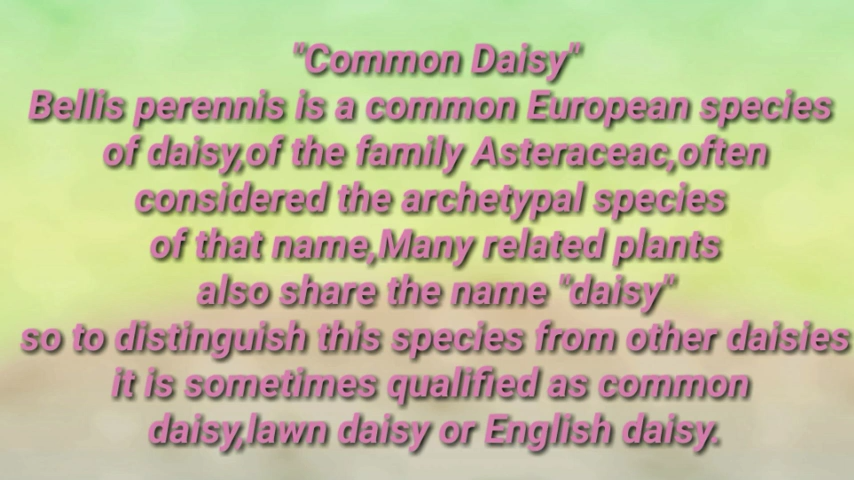 "Common Daisy"
Bellis perennis is a common European species
of daisy,of the family Asteraceac,often
considered the archetypal species
of that name,Many related plants
also share the name "daisy"
so to distinguish this species from other daisies
it is sometimes qualified as common
daisy,lawn daisy or English daisy.